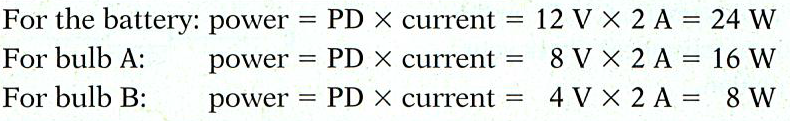 For the battery: power = PD × current = 12 V × 2 A = 24 W
For bulb A: power = PD × current = 8 V × 2 A = 16 W
For bulb B: power = PD × current = 4 V × 2 A = 8 W